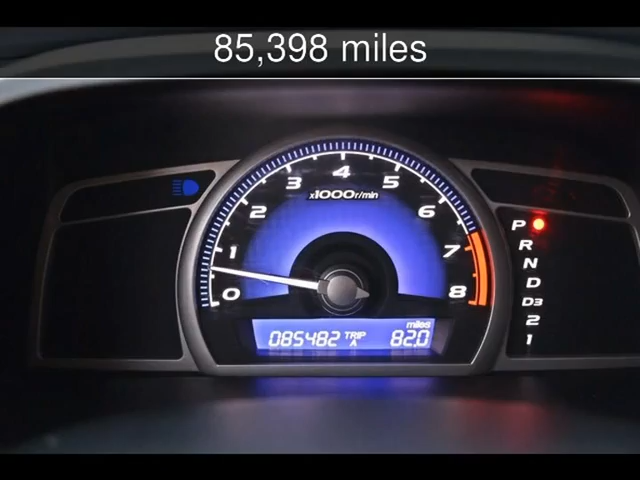 85,398 miles
4
3
5
x1000r/min
2
6
P
R
1
7
N
0
8
D
D3
miles
085482 TRIP A 82.0
2
1